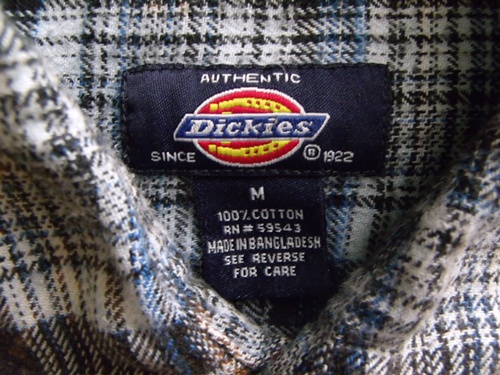 AUTHENTIC
Dickies
SINCE ® 1922
M
100% COTTON
RN # 59543
MADE IN BANGLADESH
SEE REVERSE
FOR CARE